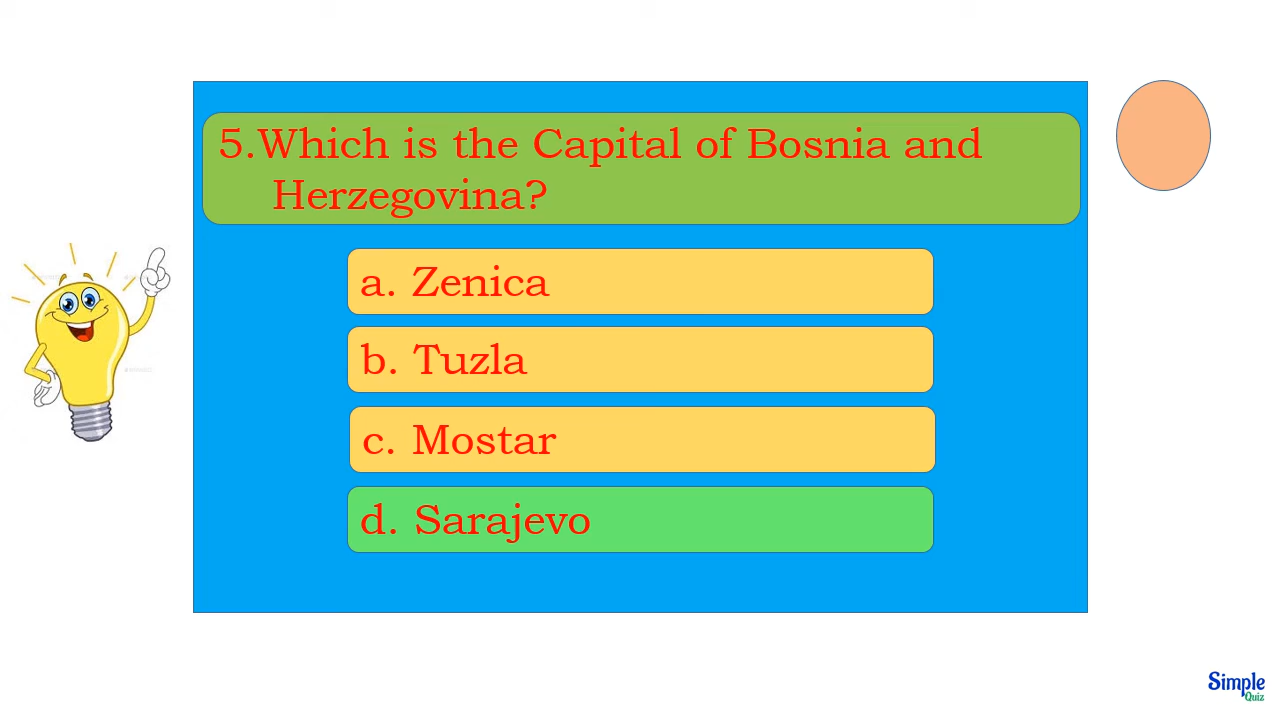 5.Which is the Capital of Bosnia and
Herzegovina?
a. Zenica
b. Tuzla
c. Mostar
d. Sarajevo
Simple
Quiz